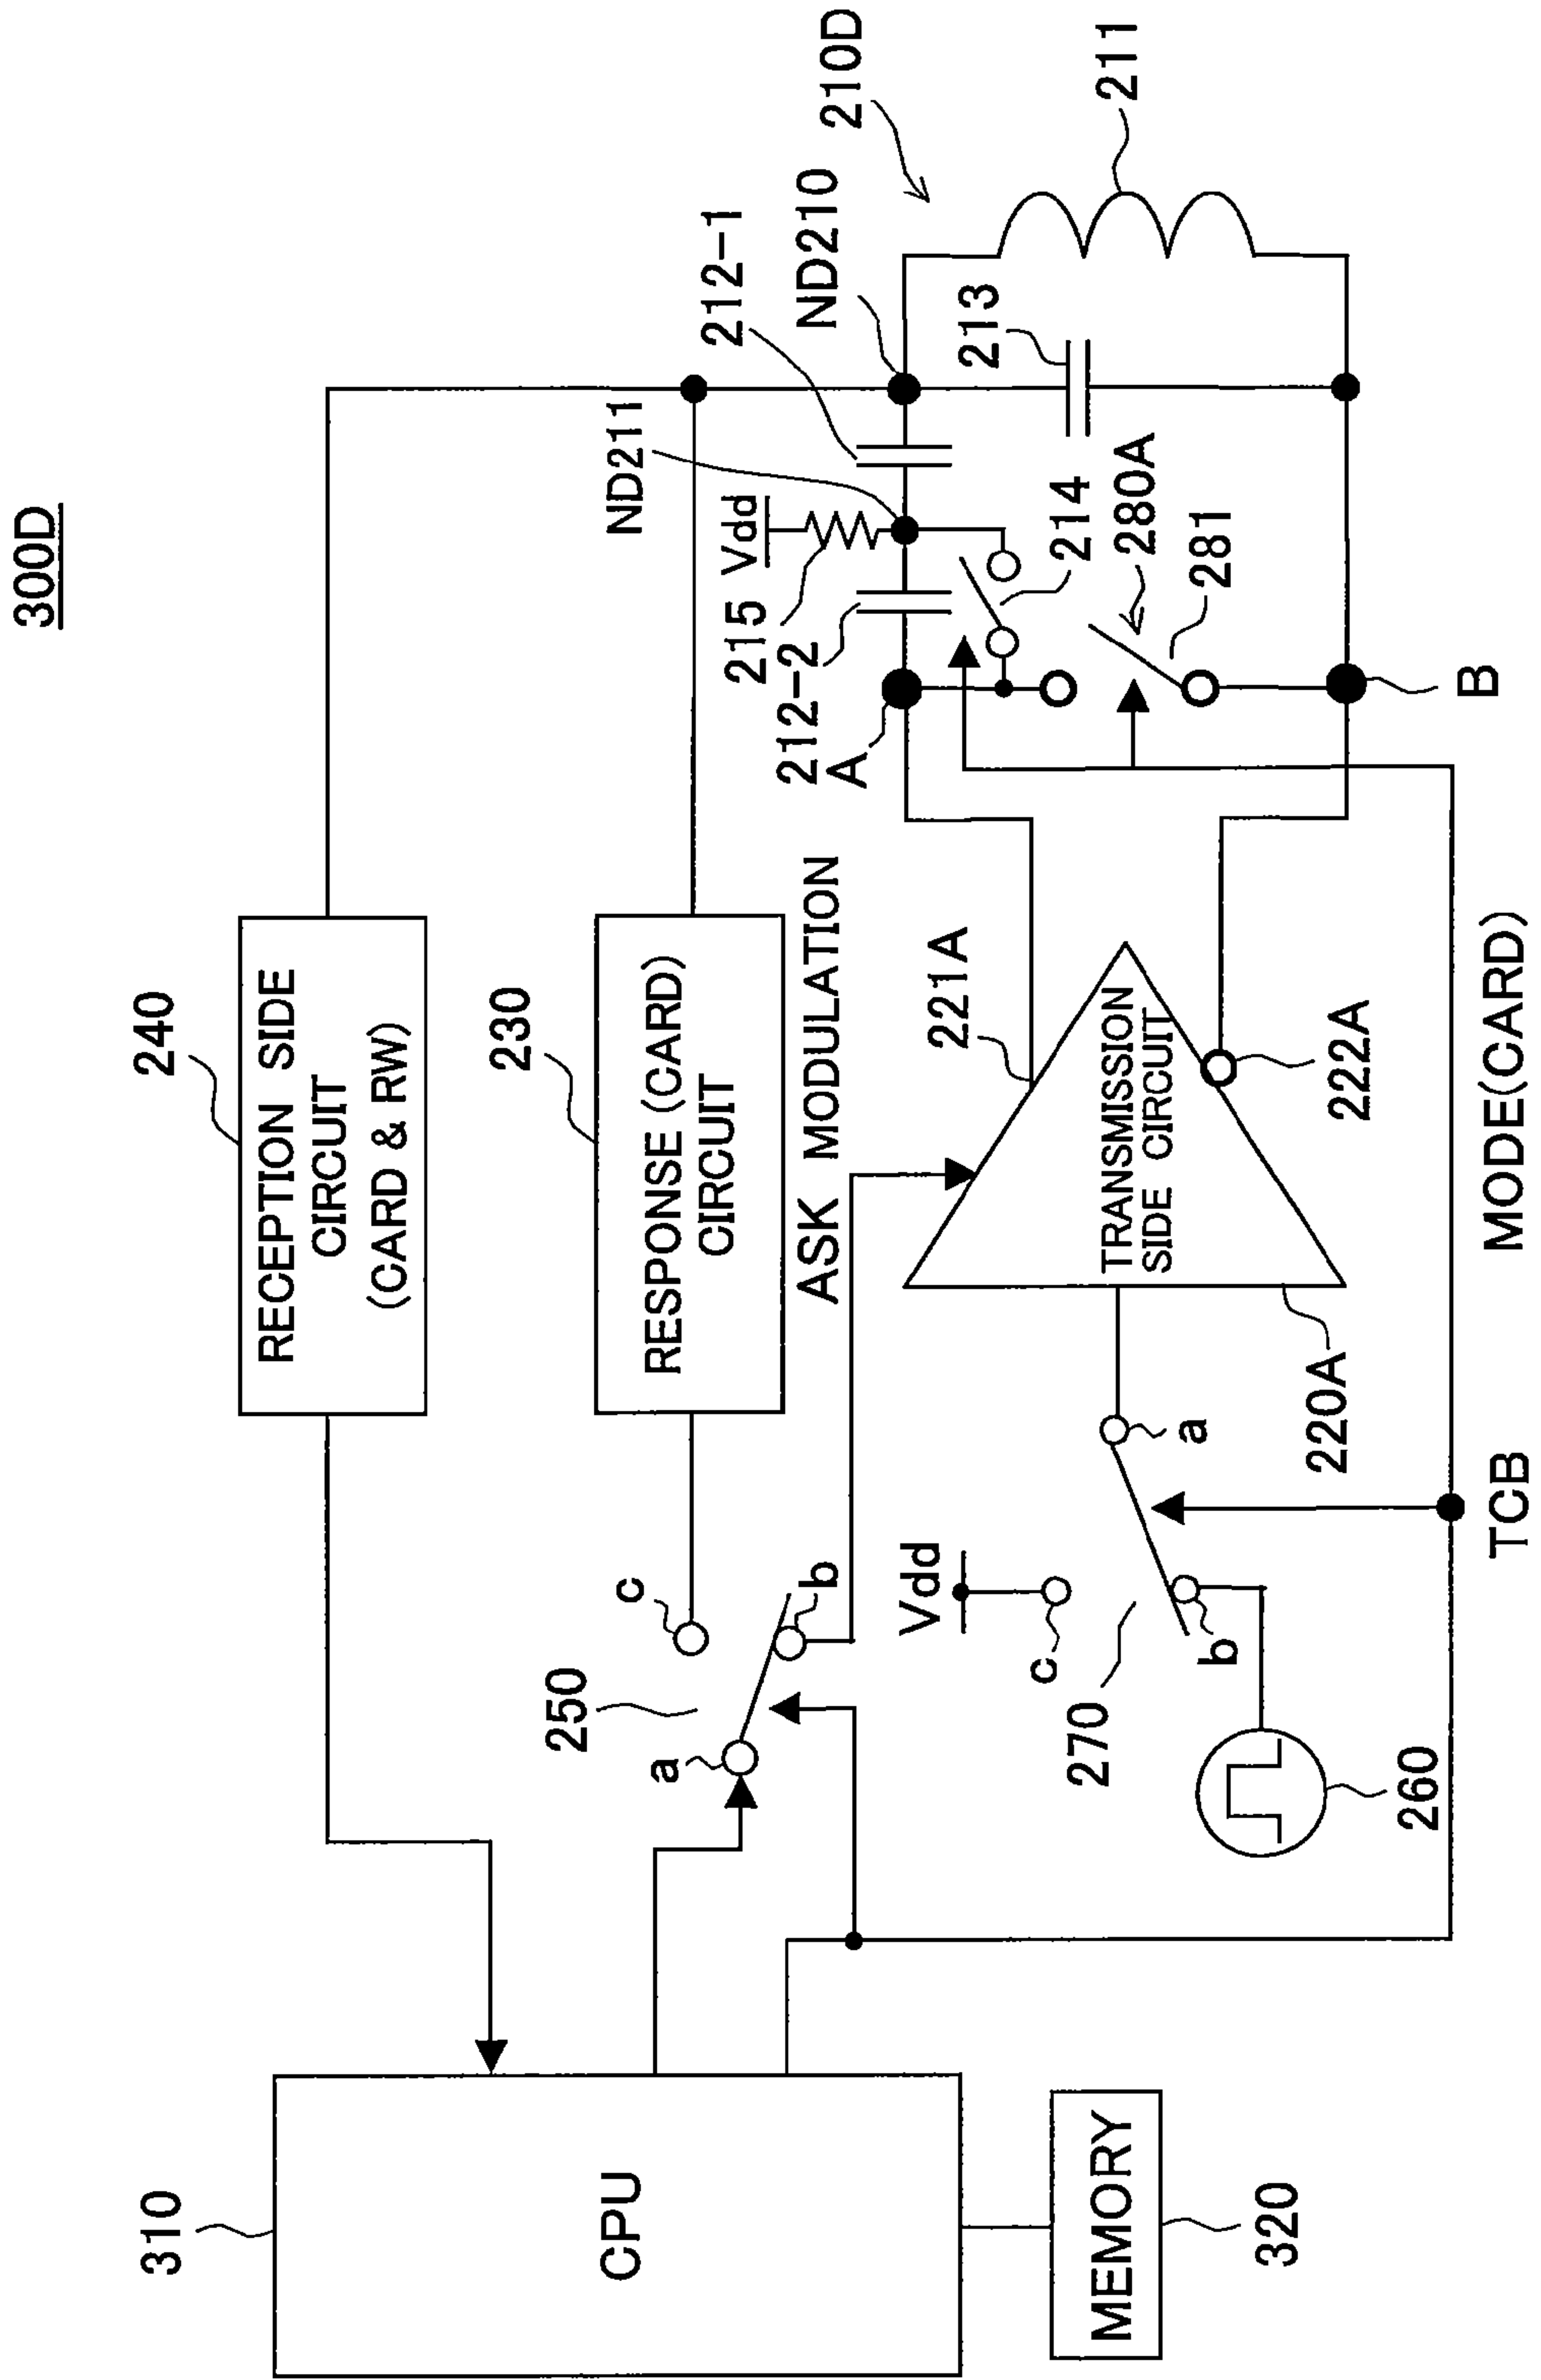 300D
240
RECEPTION SIDE
CIRCUIT
(CARD & RW)
230
RESPONSE (CARD)
CIRCUIT
ASK MODULATION
310
CPU
MEMORY
320
250
a
b
c
Vdd
c
270
b
a
260
220A
TRANSMISSION
SIDE CIRCUIT
221A
222A
TCB
MODE(CARD)
A
B
212-2
215
Vdd
ND211
212-1
ND210
213
214
280A
281
210D
211